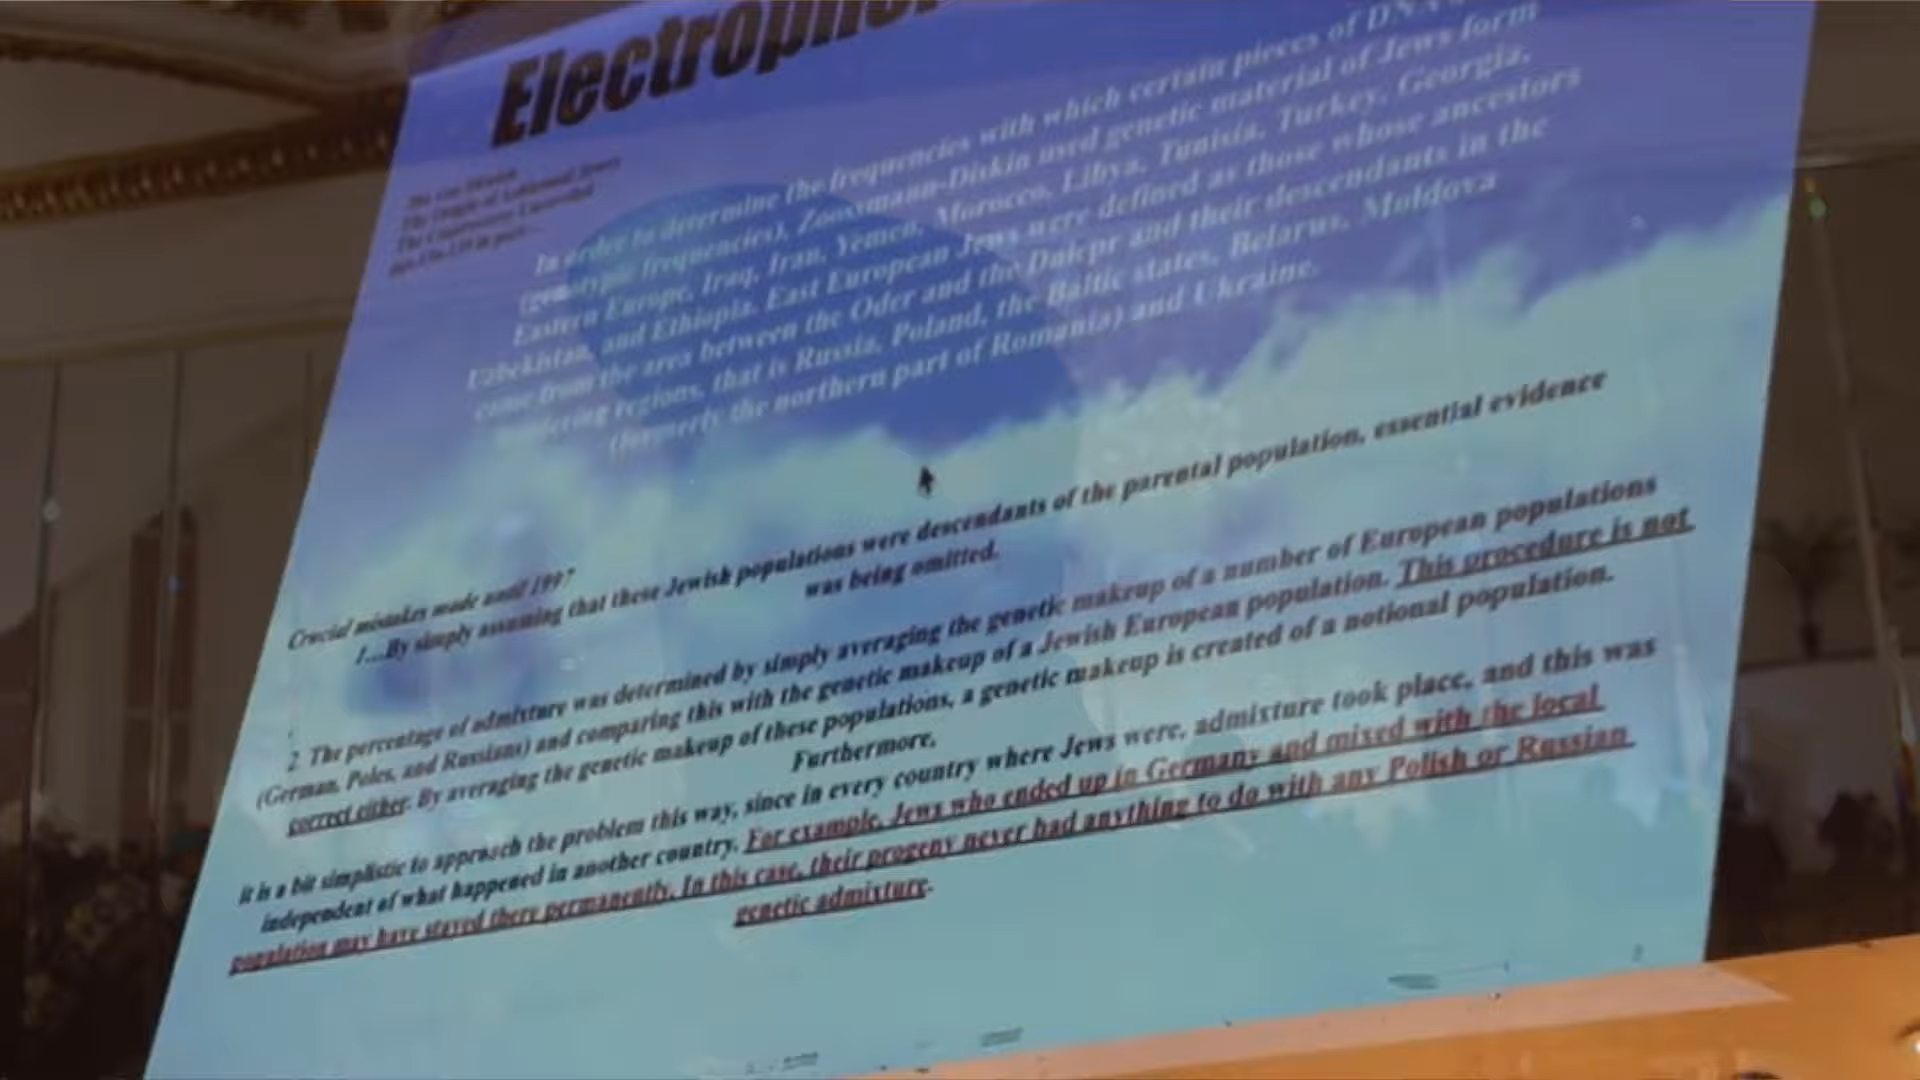 In order to determine the frequencies with which certain pieces of DNA
(genotypic frequencies), Zoossmann-Diskin used genetic material of Jews form
Eastern Europe, Iraq, Iran, Yemen, Morocco, Libya, Tunisia, Turkey, Georgia,
Uzbekistan, and Ethiopia. East European Jews were defined as those whose ancestors
came from the area between the Oder and the Dniepr and their descendants in the
regions, that is Russia, Poland, the Baltic states, Belarus, Moldova
(formerly the northern part of Romania) and Ukraine.
The Origin of Ashkenazi Jews
Crucial mistakes made until 1997
1...By simply assuming that these Jewish populations were descendants of the parental population, essential evidence
was being omitted.
2. The percentage of admixture was determined by simply averaging the genetic makeup of a number of European populations
(German, Poles, and Russians) and comparing this with the genetic makeup of a Jewish European population. This procedure is not
correct either. By averaging the genetic makeup of these populations, a genetic makeup is created of a notional population.
Furthermore,
it is a bit simplistic to approach the problem this way, since in every country where Jews were, admixture took place, and this was
independent of what happened in another country. For example, Jews who ended up in Germany and mixed with the local
population may have stayed there permanently. In this case, their progeny never had anything to do with any Polish or Russian
genetic admixture.